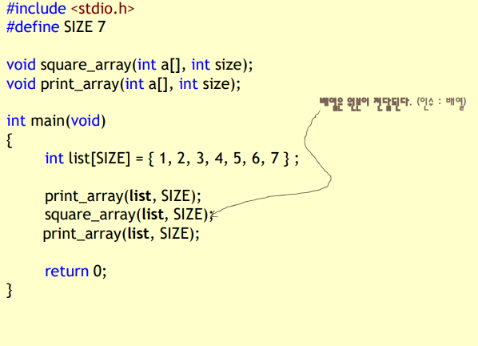 #include <stdio.h>
#define SIZE 7
void square_array(int a[], int size);
void print_array(int a[], int size);
배열은 원본이 전달된다. (인수 : 배열)
int main(void)
{
int list[SIZE] = { 1, 2, 3, 4, 5, 6, 7 } ;
print_array(list, SIZE);
square_array(list, SIZE);
print_array(list, SIZE);
return 0;
}